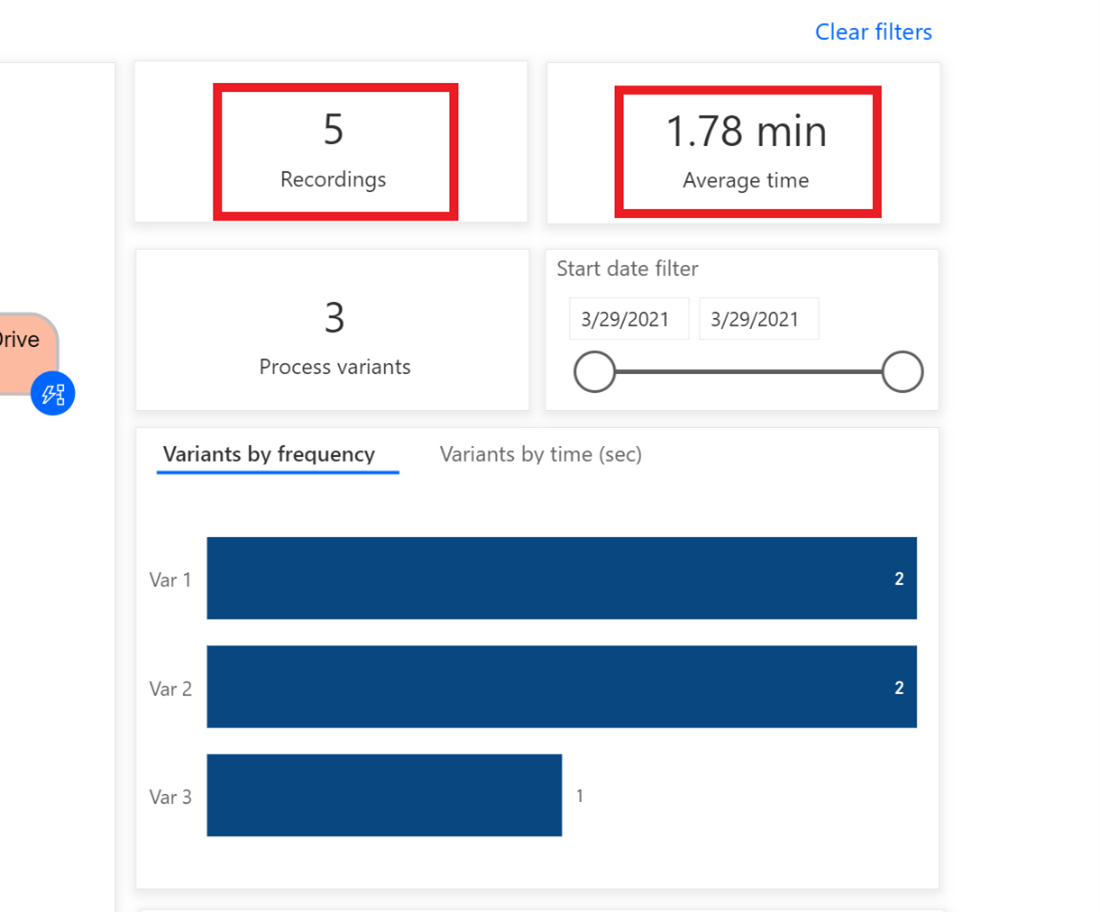 Clear filters
5
Recordings
1.78 min
Average time
3
Process variants
Start date filter
3/29/2021 3/29/2021
Variants by frequency Variants by time (sec)
Var 1 2
Var 2 2
Var 3 1